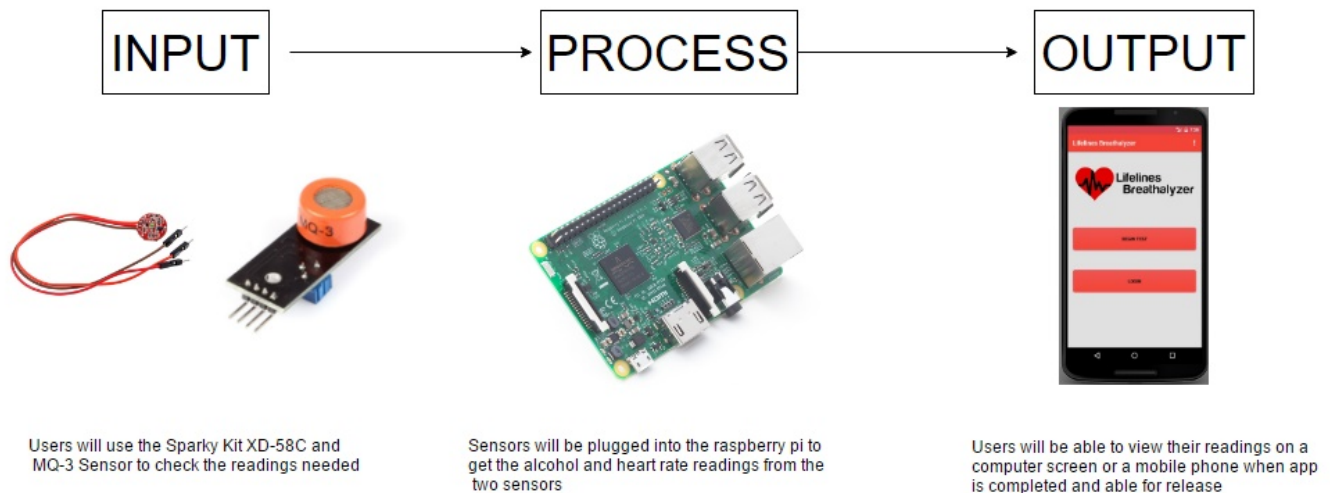 INPUT
PROCESS
OUTPUT
MQ-3
HDMI
Lifelines Breathalyzer
Lifelines
Breathalyzer
LOGIN
Users will use the Sparky Kit XD-58C and
MQ-3 Sensor to check the readings needed
Sensors will be plugged into the raspberry pi to
get the alcohol and heart rate readings from the
two sensors
Users will be able to view their readings on a
computer screen or a mobile phone when app
is completed and able for release